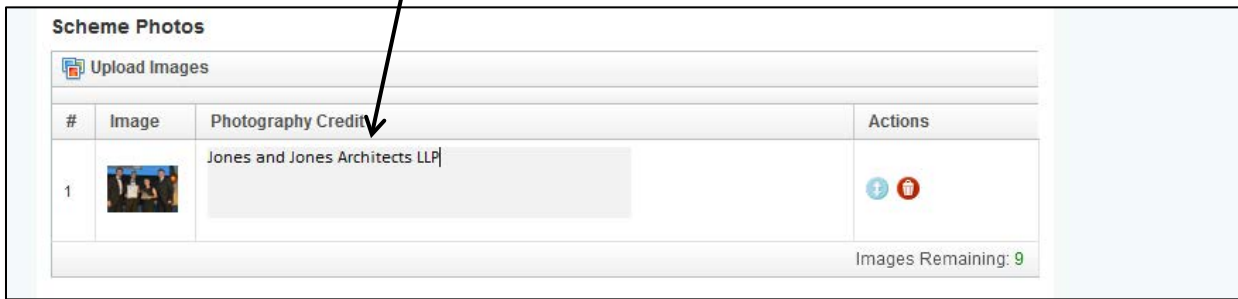 Scheme Photos
Upload Images
# Image Photography Credit Actions
Jones and Jones Architects LLP
1
Images Remaining: 9